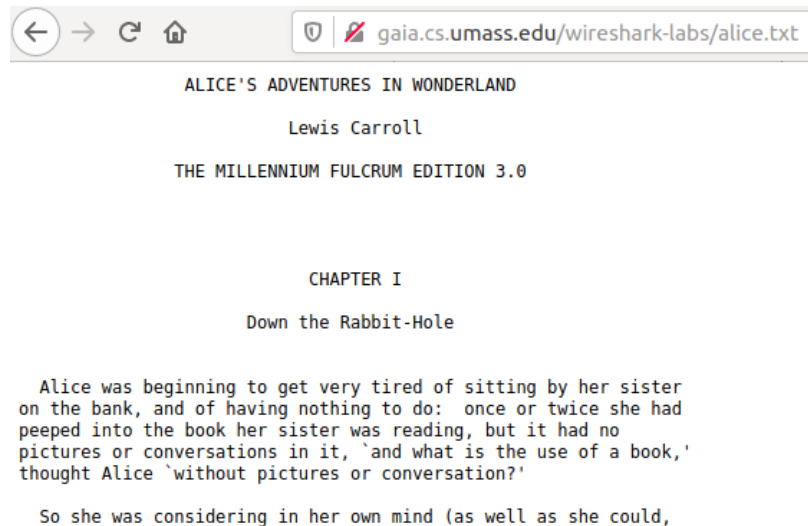 gaia.cs.umass.edu/wireshark-labs/alice.txt
ALICE'S ADVENTURES IN WONDERLAND
Lewis Carroll
THE MILLENNIUM FULCRUM EDITION 3.0
CHAPTER I
Down the Rabbit-Hole
Alice was beginning to get very tired of sitting by her sister
on the bank, and of having nothing to do:  once or twice she had
peeped into the book her sister was reading, but it had no
pictures or conversations in it, `and what is the use of a book,'
thought Alice `without pictures or conversation?'
So she was considering in her own mind (as well as she could,